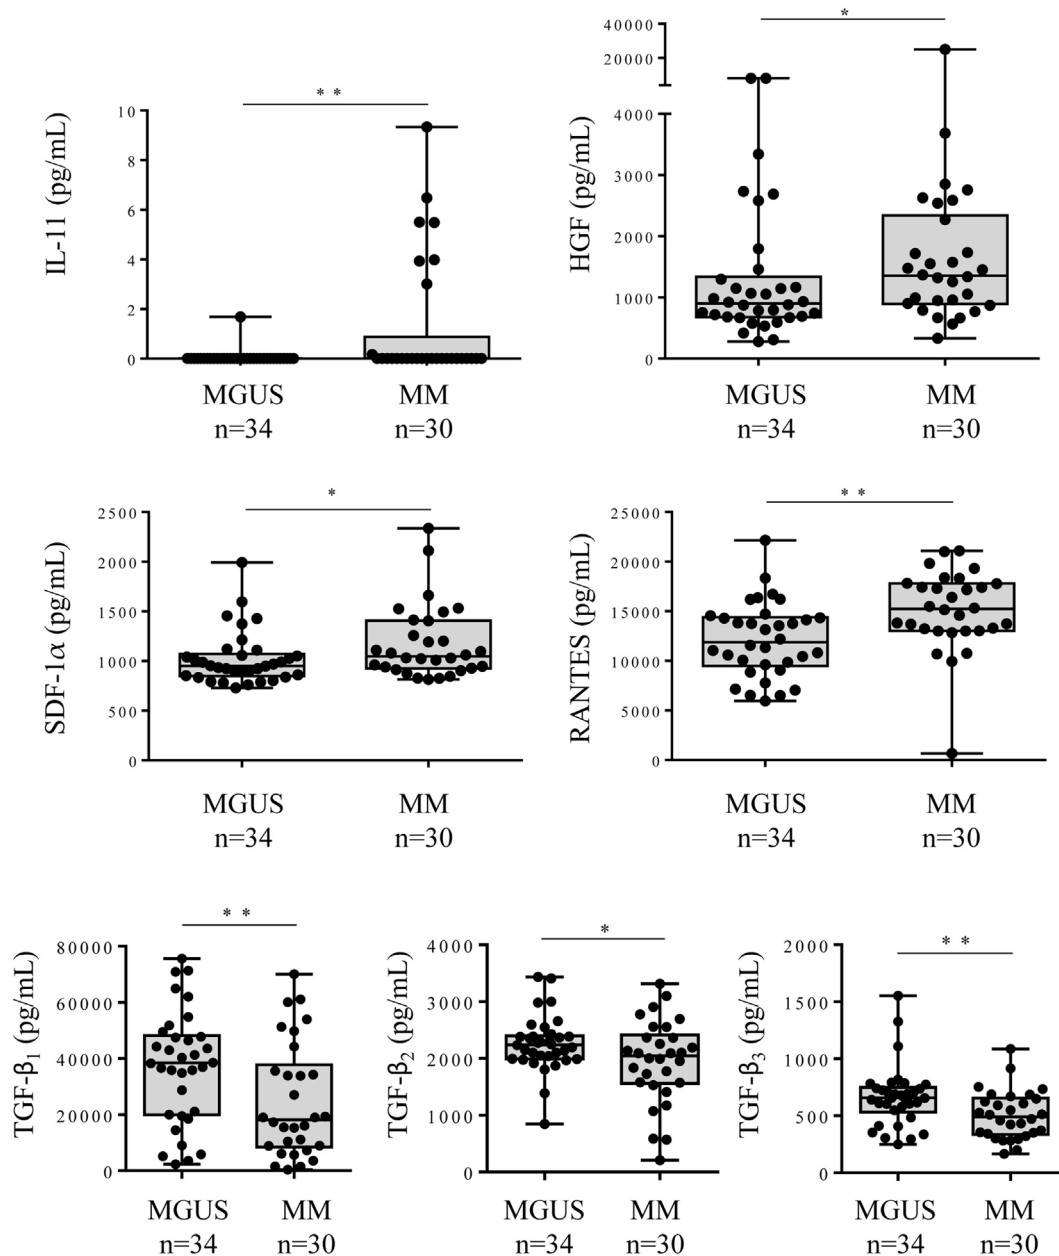 * *
IL-11 (pg/mL)
10
8
6
4
2
0
MGUS
MM
n=34
n=30
*
HGF (pg/mL)
40000
20000
4000
3000
2000
1000
0
MGUS
MM
n=34
n=30
*
SDF-1α (pg/mL)
2500
2000
1500
1000
500
0
MGUS
MM
n=34
n=30
* *
RANTES (pg/mL)
25000
20000
15000
10000
5000
0
MGUS
MM
n=34
n=30
* *
TGF-β1 (pg/mL)
80000
60000
40000
20000
0
MGUS
MM
n=34
n=30
*
TGF-β2 (pg/mL)
4000
3000
2000
1000
0
MGUS
MM
n=34
n=30
* *
TGF-β3 (pg/mL)
2000
1500
1000
500
0
MGUS
MM
n=34
n=30